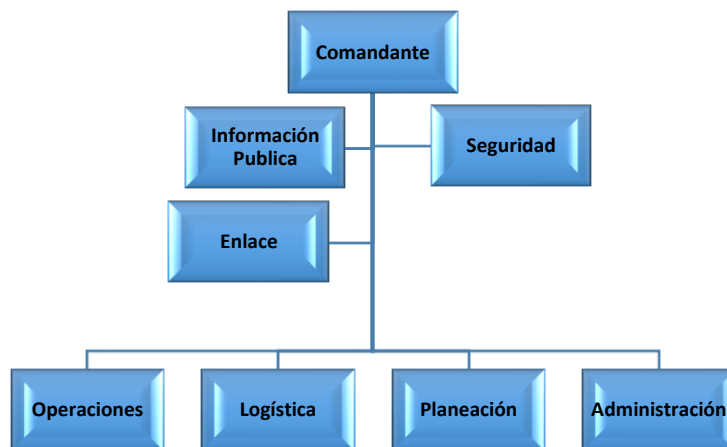 Comandante
Información
Publica
Seguridad
Enlace
Operaciones
Logística
Planeación
Administración